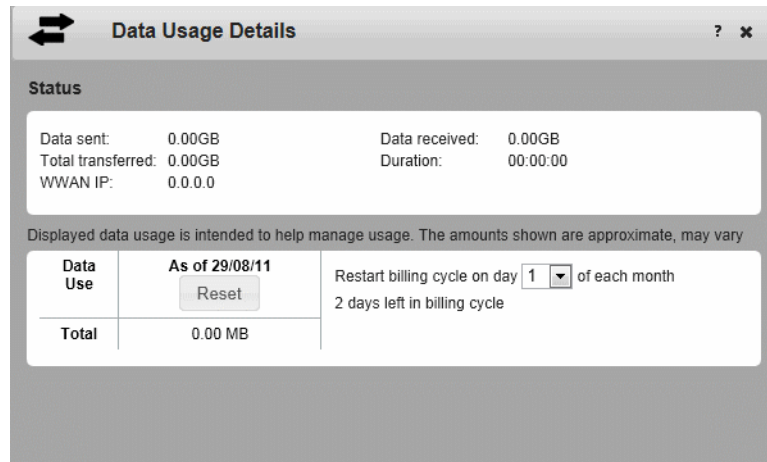 Data Usage Details ? ✖
Status
Data sent: 0.00GB Data received: 0.00GB
Total transferred: 0.00GB Duration: 00:00:00
WWAN IP: 0.0.0.0
Displayed data usage is intended to help manage usage. The amounts shown are approximate, may vary
Data Use As of 29/08/11
Reset
Restart billing cycle on day 1 of each month
2 days left in billing cycle
Total 0.00 MB